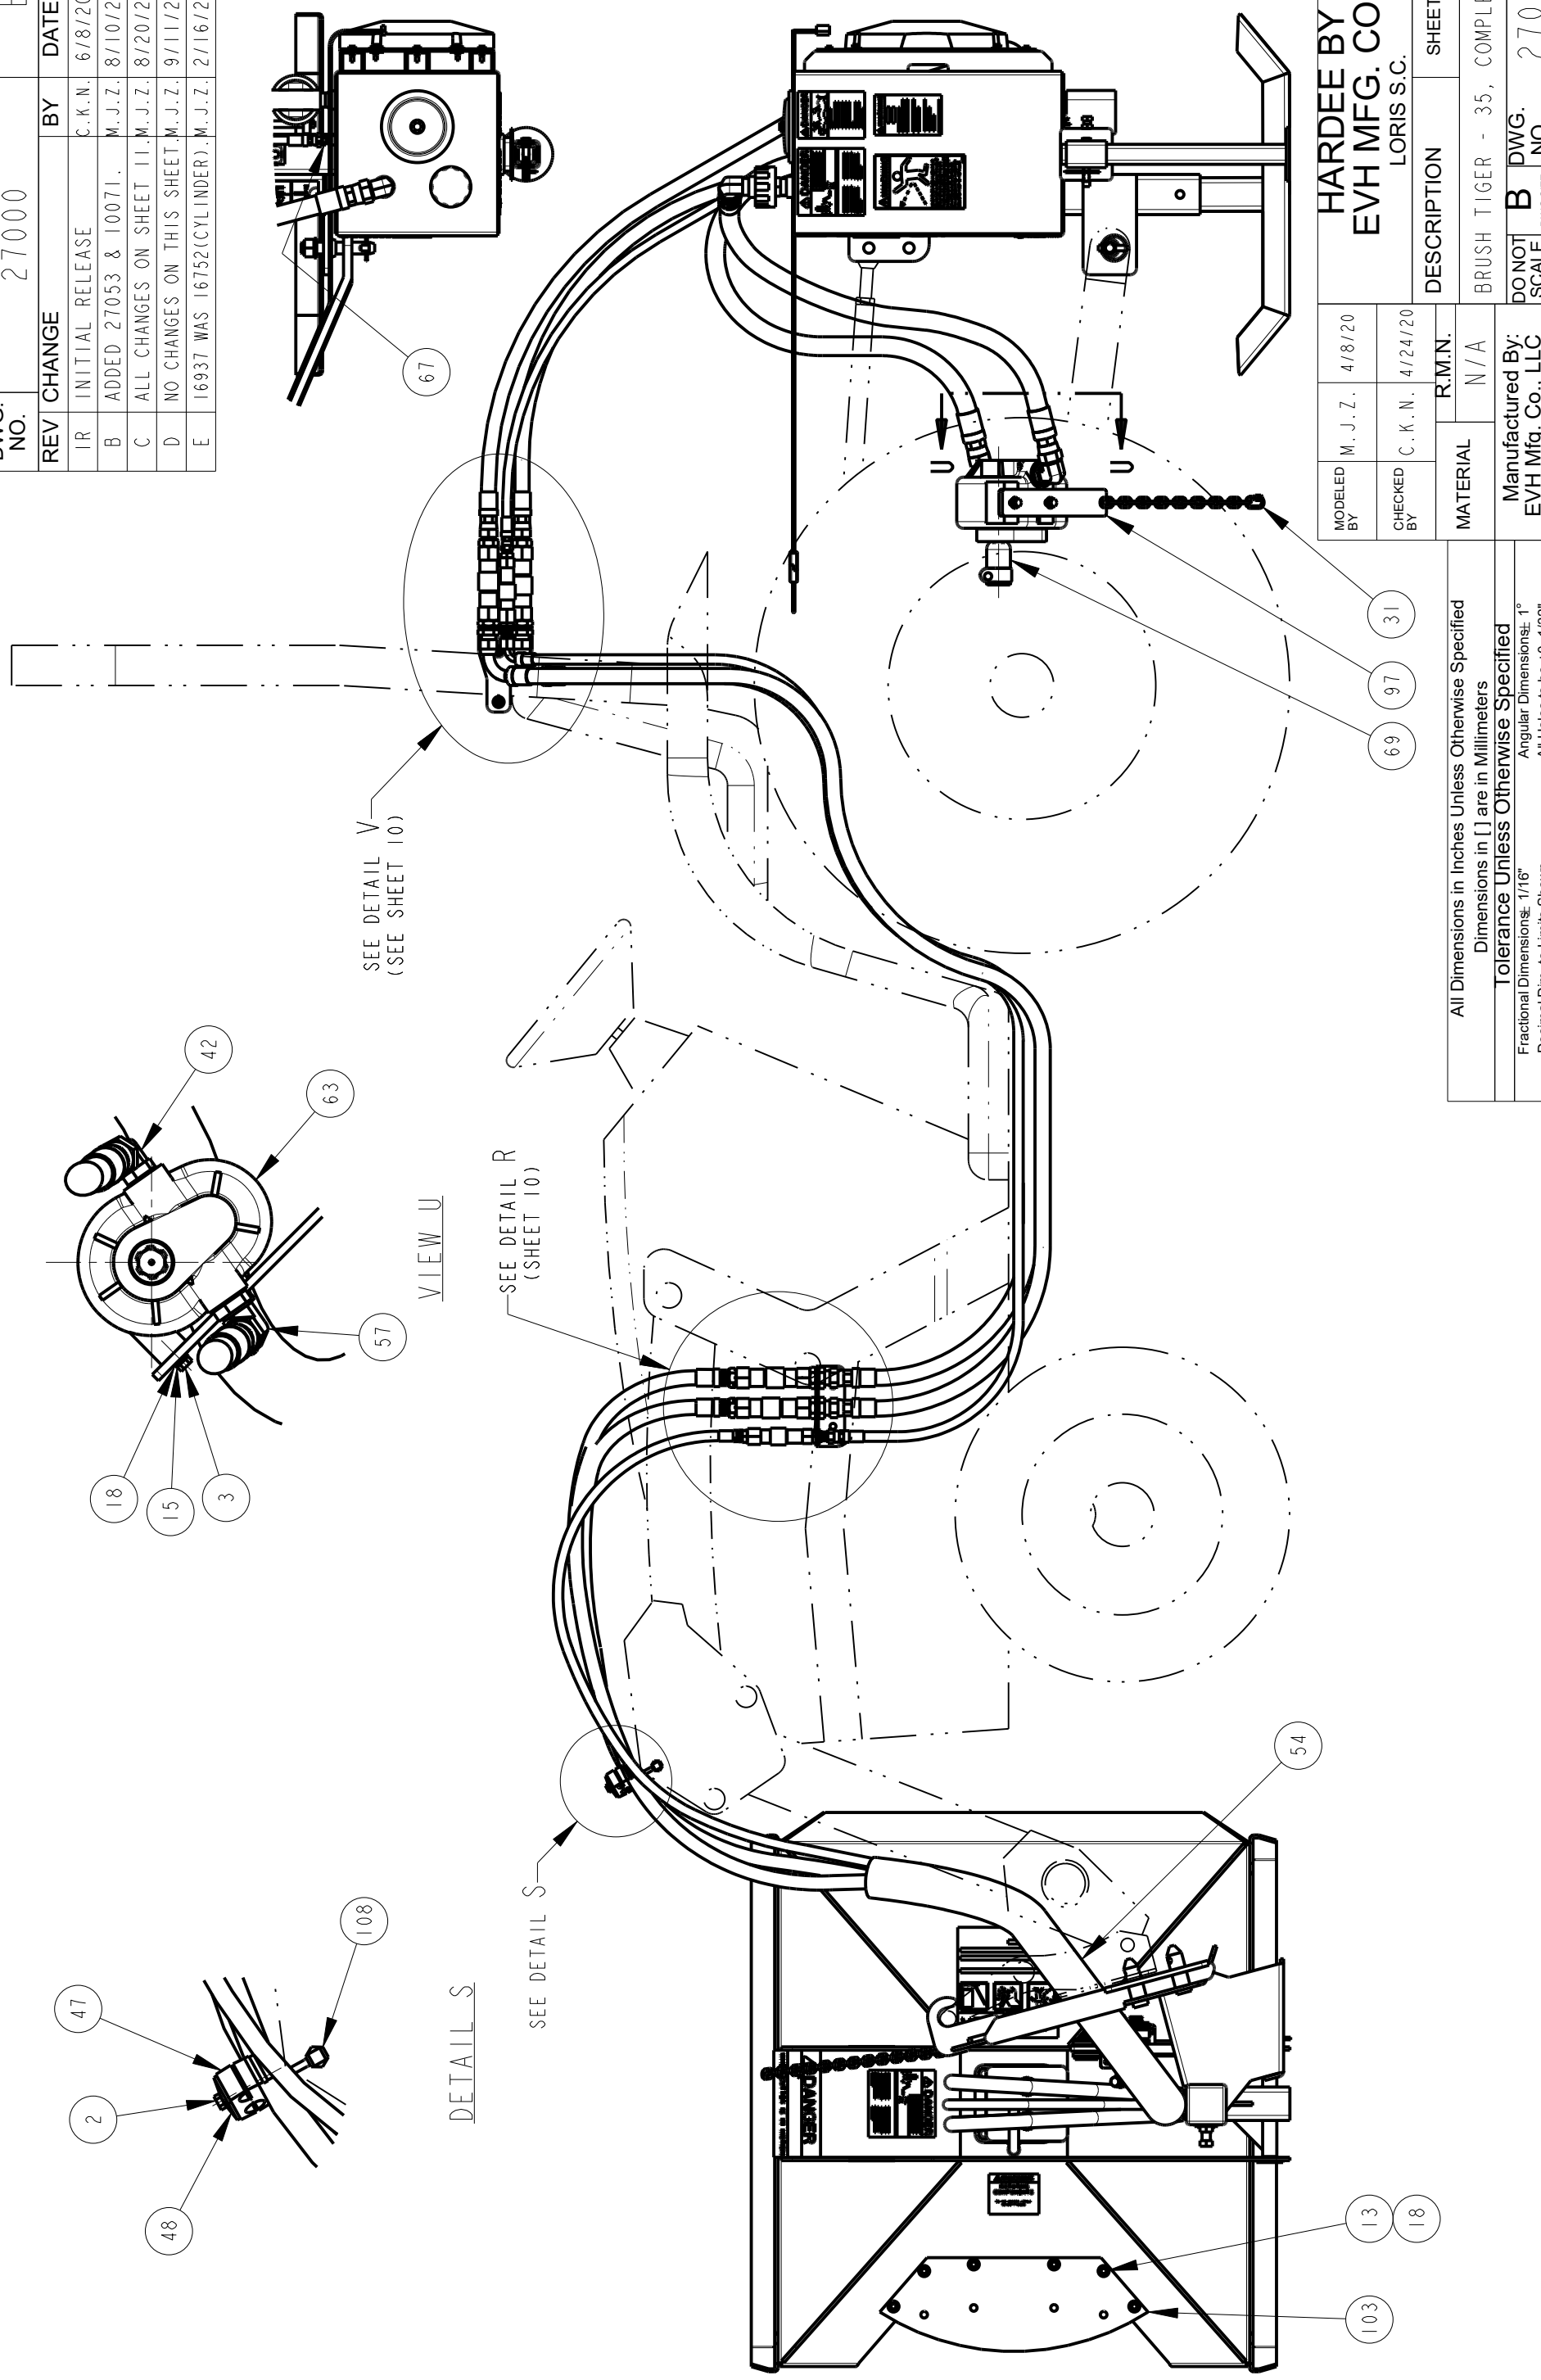 NO.
27000
REV CHANGE BY DATE
IR INITIAL RELEASE C.K.N. 6/8/20
B ADDED 27053 & 10071. M.J.Z. 8/10/2
C ALL CHANGES ON SHEET 11. M.J.Z. 8/20/2
D NO CHANGES ON THIS SHEET. M.J.Z. 9/11/2
E 16937 WAS 16752(CYLINDER). M.J.Z. 2/16/2
47
2
48
108
DETAIL S
SEE DETAIL S
18
15
3
42
63
57
VIEW U
SEE DETAIL R
(SHEET 10)
SEE DETAIL V
(SEE SHEET 10)
67
U
U
DANGER
DANGER
54
13
18
103
69
97
31
All Dimensions in Inches Unless Otherwise Specified
Dimensions in [ ] are in Millimeters
Tolerance Unless Otherwise Specified
Fractional Dimensions± 1/16" Angular Dimensions± 1°
MODELED BY M.J.Z. 4/8/20
CHECKED BY C.K.N. 4/24/20
MATERIAL R.M.N. N/A
Manufactured By:
EVH Mfg. Co., LLC
HARDEE BY
EVH MFG. CO
LORIS S.C.
DESCRIPTION SHEET
BRUSH TIGER - 35, COMPLE
DO NOT SCALE B DWG. NO. 270